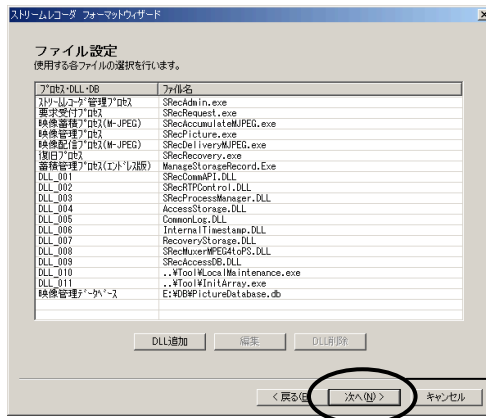 ストリームレコーダ フォーマットウィザード
ファイル設定
使用する各ファイルの選択を行います。
プロセス・DLL・DB ファイル名
ストリームレコーダ管理プロセス SRecAdmin.exe
要求受付プロセス SRecRequest.exe
映像蓄積プロセス(M-JPEG) SRecAccumulateMJPEG.exe
映像管理プロセス SRecPicture.exe
映像配信プロセス(M-JPEG) SRecDeliveryMJPEG.exe
復旧プロセス SRecRecovery.exe
蓄積管理プロセス(エンドレス版) ManageStorageRecord.Exe
DLL_001 SRecCommAPI.DLL
DLL_002 SRecRTPControl.DLL
DLL_003 SRecProcessManager.DLL
DLL_004 AccessStorage.DLL
DLL_005 CommonLog.DLL
DLL_006 InternalTimestamp.DLL
DLL_007 RecoveryStorage.DLL
DLL_008 SRecMuxerMPEG4toPS.DLL
DLL_009 SRecAccessDB.DLL
DLL_010 ..¥Tool¥LocalMaintenance.exe
DLL_011 ..¥Tool¥InitArray.exe
映像管理データベース E:¥DB¥PictureDatabase.db
DLL追加 編集 DLL削除
< 戻る(B 次へ(N) > キャンセル